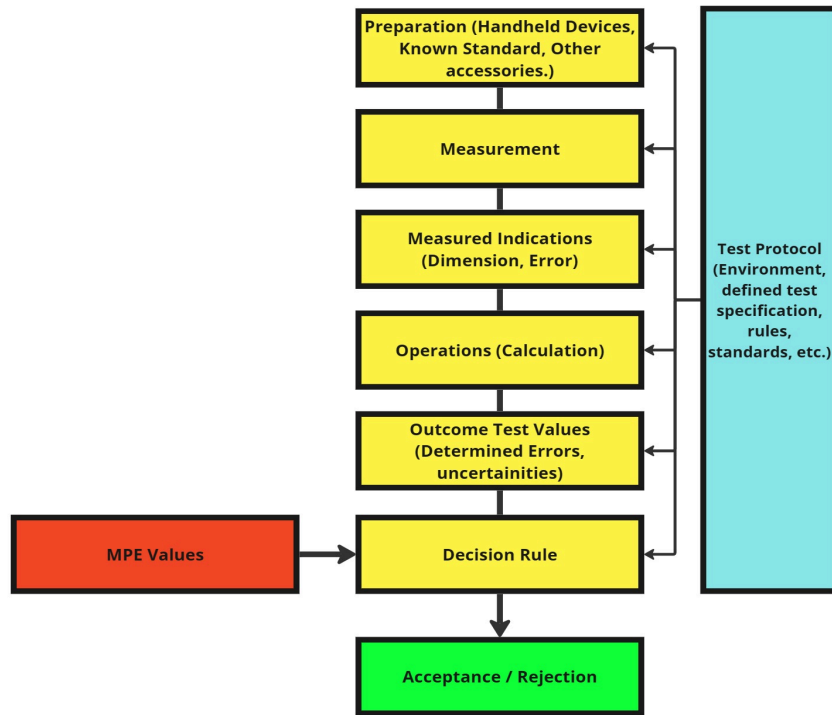 Preparation (Handheld Devices,
Known Standard, Other
accessories.)
Measurement
Measured Indications
(Dimension, Error)
Operations (Calculation)
Outcome Test Values
(Determined Errors,
uncertainities)
MPE Values
Decision Rule
Acceptance / Rejection
Test Protocol
(Environment,
defined test
specification,
rules,
standards, etc.)